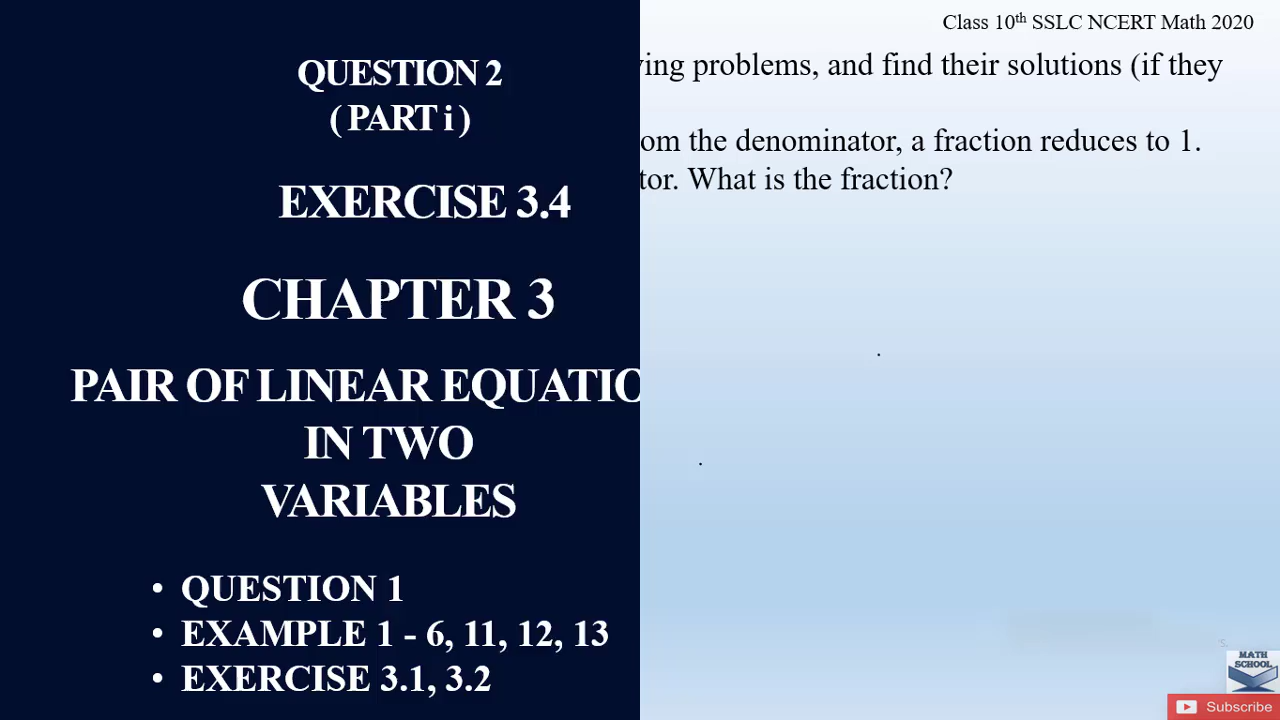 QUESTION 2
( PART i )
EXERCISE 3.4
CHAPTER 3
PAIR OF LINEAR EQUATIO
IN TWO
VARIABLES
• QUESTION 1
• EXAMPLE 1 - 6, 11, 12, 13
• EXERCISE 3.1, 3.2
Class 10th SSLC NCERT Math 2020
ving problems, and find their solutions (if they
om the denominator, a fraction reduces to 1.
tor. What is the fraction?
MATH
SCHOOL
Subscribe